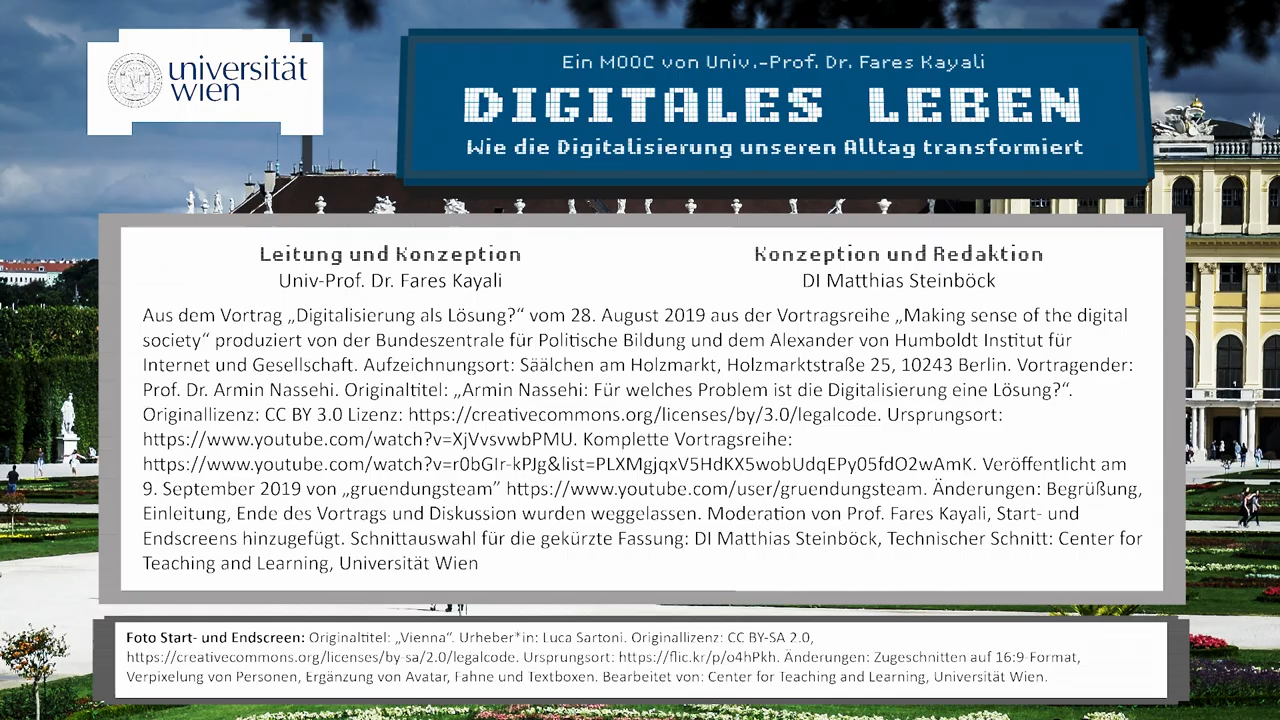 universität
wien
Ein MOOC von Univ.-Prof. Dr. Fares Kayali
DIGITALES LEBEN
Wie die Digitalisierung unseren Alltag transformiert
Leitung und Konzeption
Univ-Prof. Dr. Fares Kayali
Konzeption und Redaktion
DI Matthias Steinböck
Aus dem Vortrag „Digitalisierung als Lösung?“ vom 28. August 2019 aus der Vortragsreihe „Making sense of the digital
society“ produziert von der Bundeszentrale für Politische Bildung und dem Alexander von Humboldt Institut für
Internet und Gesellschaft. Aufzeichnungsort: Säälchen am Holzmarkt, Holzmarktstraße 25, 10243 Berlin. Vortragender:
Prof. Dr. Armin Nassehi. Originaltitel: „Armin Nassehi: Für welches Problem ist die Digitalisierung eine Lösung?“.
Originallizenz: CC BY 3.0 Lizenz: https://creativecommons.org/licenses/by/3.0/legalcode. Ursprungsort:
https://www.youtube.com/watch?v=XjVvsvwbPMU. Komplette Vortragsreihe:
https://www.youtube.com/watch?v=r0bGIr-kPJg&list=PLXMgjqxV5HdKX5wobUdqEPy05fdO2wAmK. Veröffentlicht am
9. September 2019 von „gruendungsteam“ https://www.youtube.com/user/gruendungsteam. Änderungen: Begrüßung,
Einleitung, Ende des Vortrags und Diskussion wurden weggelassen. Moderation von Prof. Fares Kayali, Start- und
Endscreens hinzugefügt. Schnittauswahl für die gekürzte Fassung: DI Matthias Steinböck, Technischer Schnitt: Center for
Teaching and Learning, Universität Wien
Foto Start- und Endscreen: Originaltitel: „Vienna“. Urheber*in: Luca Sartoni. Originallizenz: CC BY-SA 2.0,
https://creativecommons.org/licenses/by-sa/2.0/legalcode. Ursprungsort: https://flic.kr/p/o4hPkh. Änderungen: Zugeschnitten auf 16:9-Format,
Verpixelung von Personen, Ergänzung von Avatar, Fahne und Textboxen. Bearbeitet von: Center for Teaching and Learning, Universität Wien.